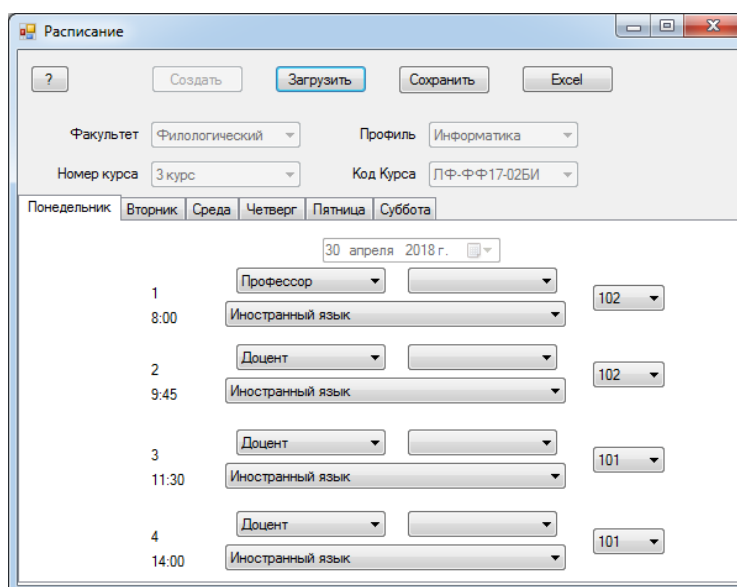 Расписание
? Создать Загрузить Сохранить Excel
Факультет Филологический Профиль Информатика
Номер курса 3 курс Код Курса ЛФ-ФФ17-02БИ
Понедельник Вторник Среда Четверг Пятница Суббота
30 апреля 2018 г.
Профессор
1
102
8:00 Иностранный язык
Доцент
2
102
9:45 Иностранный язык
Доцент
3
101
11:30 Иностранный язык
Доцент
4
101
14:00 Иностранный язык